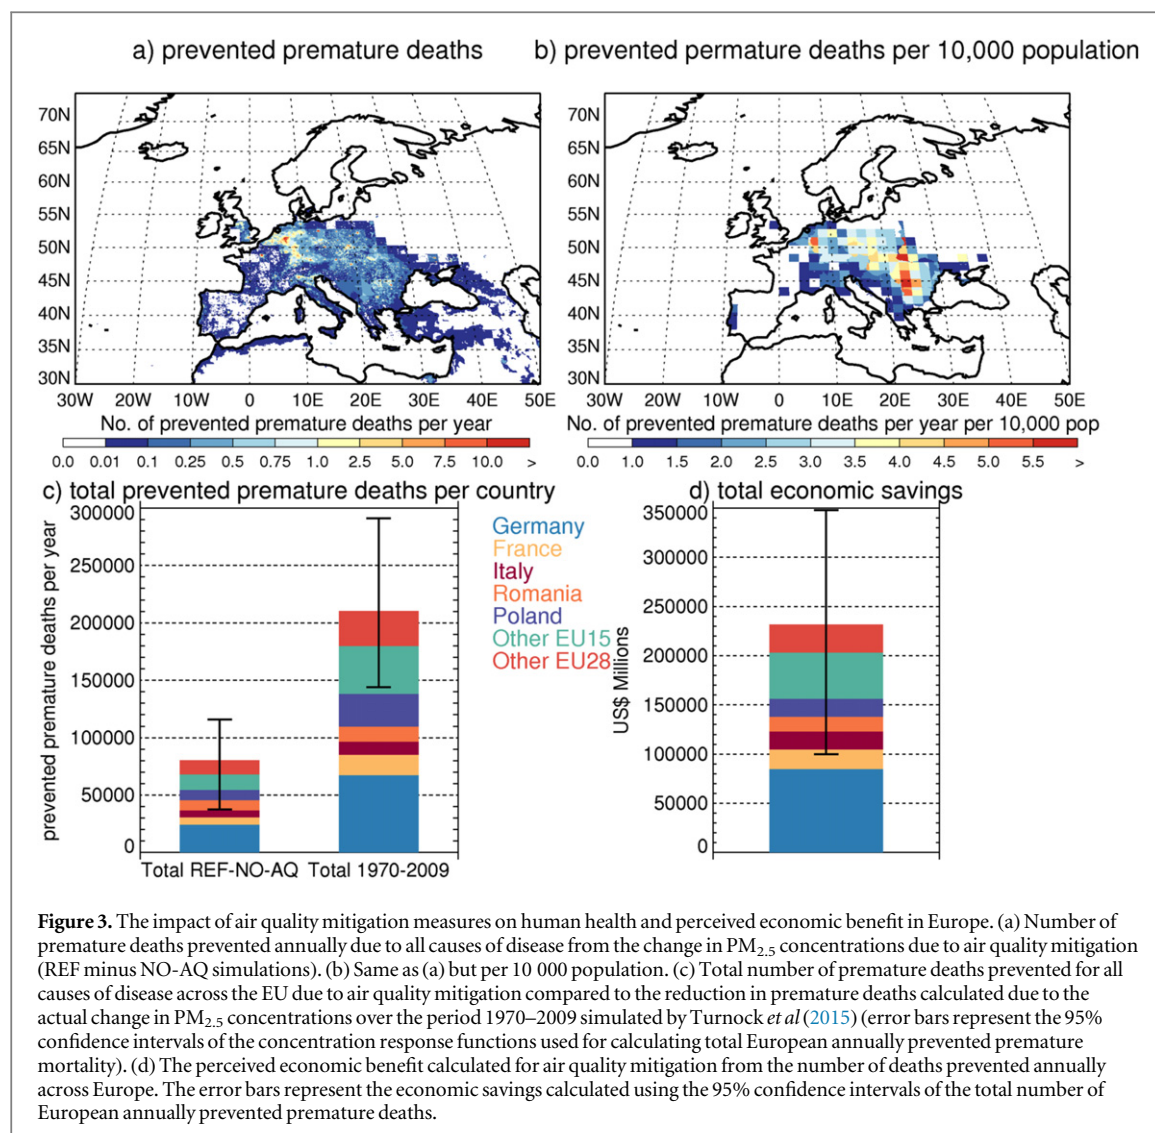 a) prevented premature deaths
b) prevented permature deaths per 10,000 population
70N
65N
60N
55N
50N
45N
40N
35N
30N
30W 20W 10W 0 10E 20E 30E 40E 50E
No. of prevented premature deaths per year
0.0 0.01 0.1 0.25 0.5 0.75 1.0 2.5 5.0 7.5 10.0 >
70N
65N
60N
55N
50N
45N
40N
35N
30N
30W 20W 10W 0 10E 20E 30E 40E 50E
No. of prevented premature deaths per year per 10,000 pop
0.0 1.0 1.5 2.0 2.5 3.0 3.5 4.0 4.5 5.0 5.5 >
c) total prevented premature deaths per country
prevented premature deaths per year
300000
250000
200000
150000
100000
50000
0
Total REF-NO-AQ Total 1970-2009
Germany
France
Italy
Romania
Poland
Other EU15
Other EU28
d) total economic savings
US$ Millions
350000
300000
250000
200000
150000
100000
50000
0
Figure 3. The impact of air quality mitigation measures on human health and perceived economic benefit in Europe. (a) Number of
premature deaths prevented annually due to all causes of disease from the change in PM2.5 concentrations due to air quality mitigation
(REF minus NO-AQ simulations). (b) Same as (a) but per 10 000 population. (c) Total number of premature deaths prevented for all
causes of disease across the EU due to air quality mitigation compared to the reduction in premature deaths calculated due to the
actual change in PM2.5 concentrations over the period 1970–2009 simulated by Turnock et al (2015) (error bars represent the 95%
confidence intervals of the concentration response functions used for calculating total European annually prevented premature
mortality). (d) The perceived economic benefit calculated for air quality mitigation from the number of deaths prevented annually
across Europe. The error bars represent the economic savings calculated using the 95% confidence intervals of the total number of
European annually prevented premature deaths.